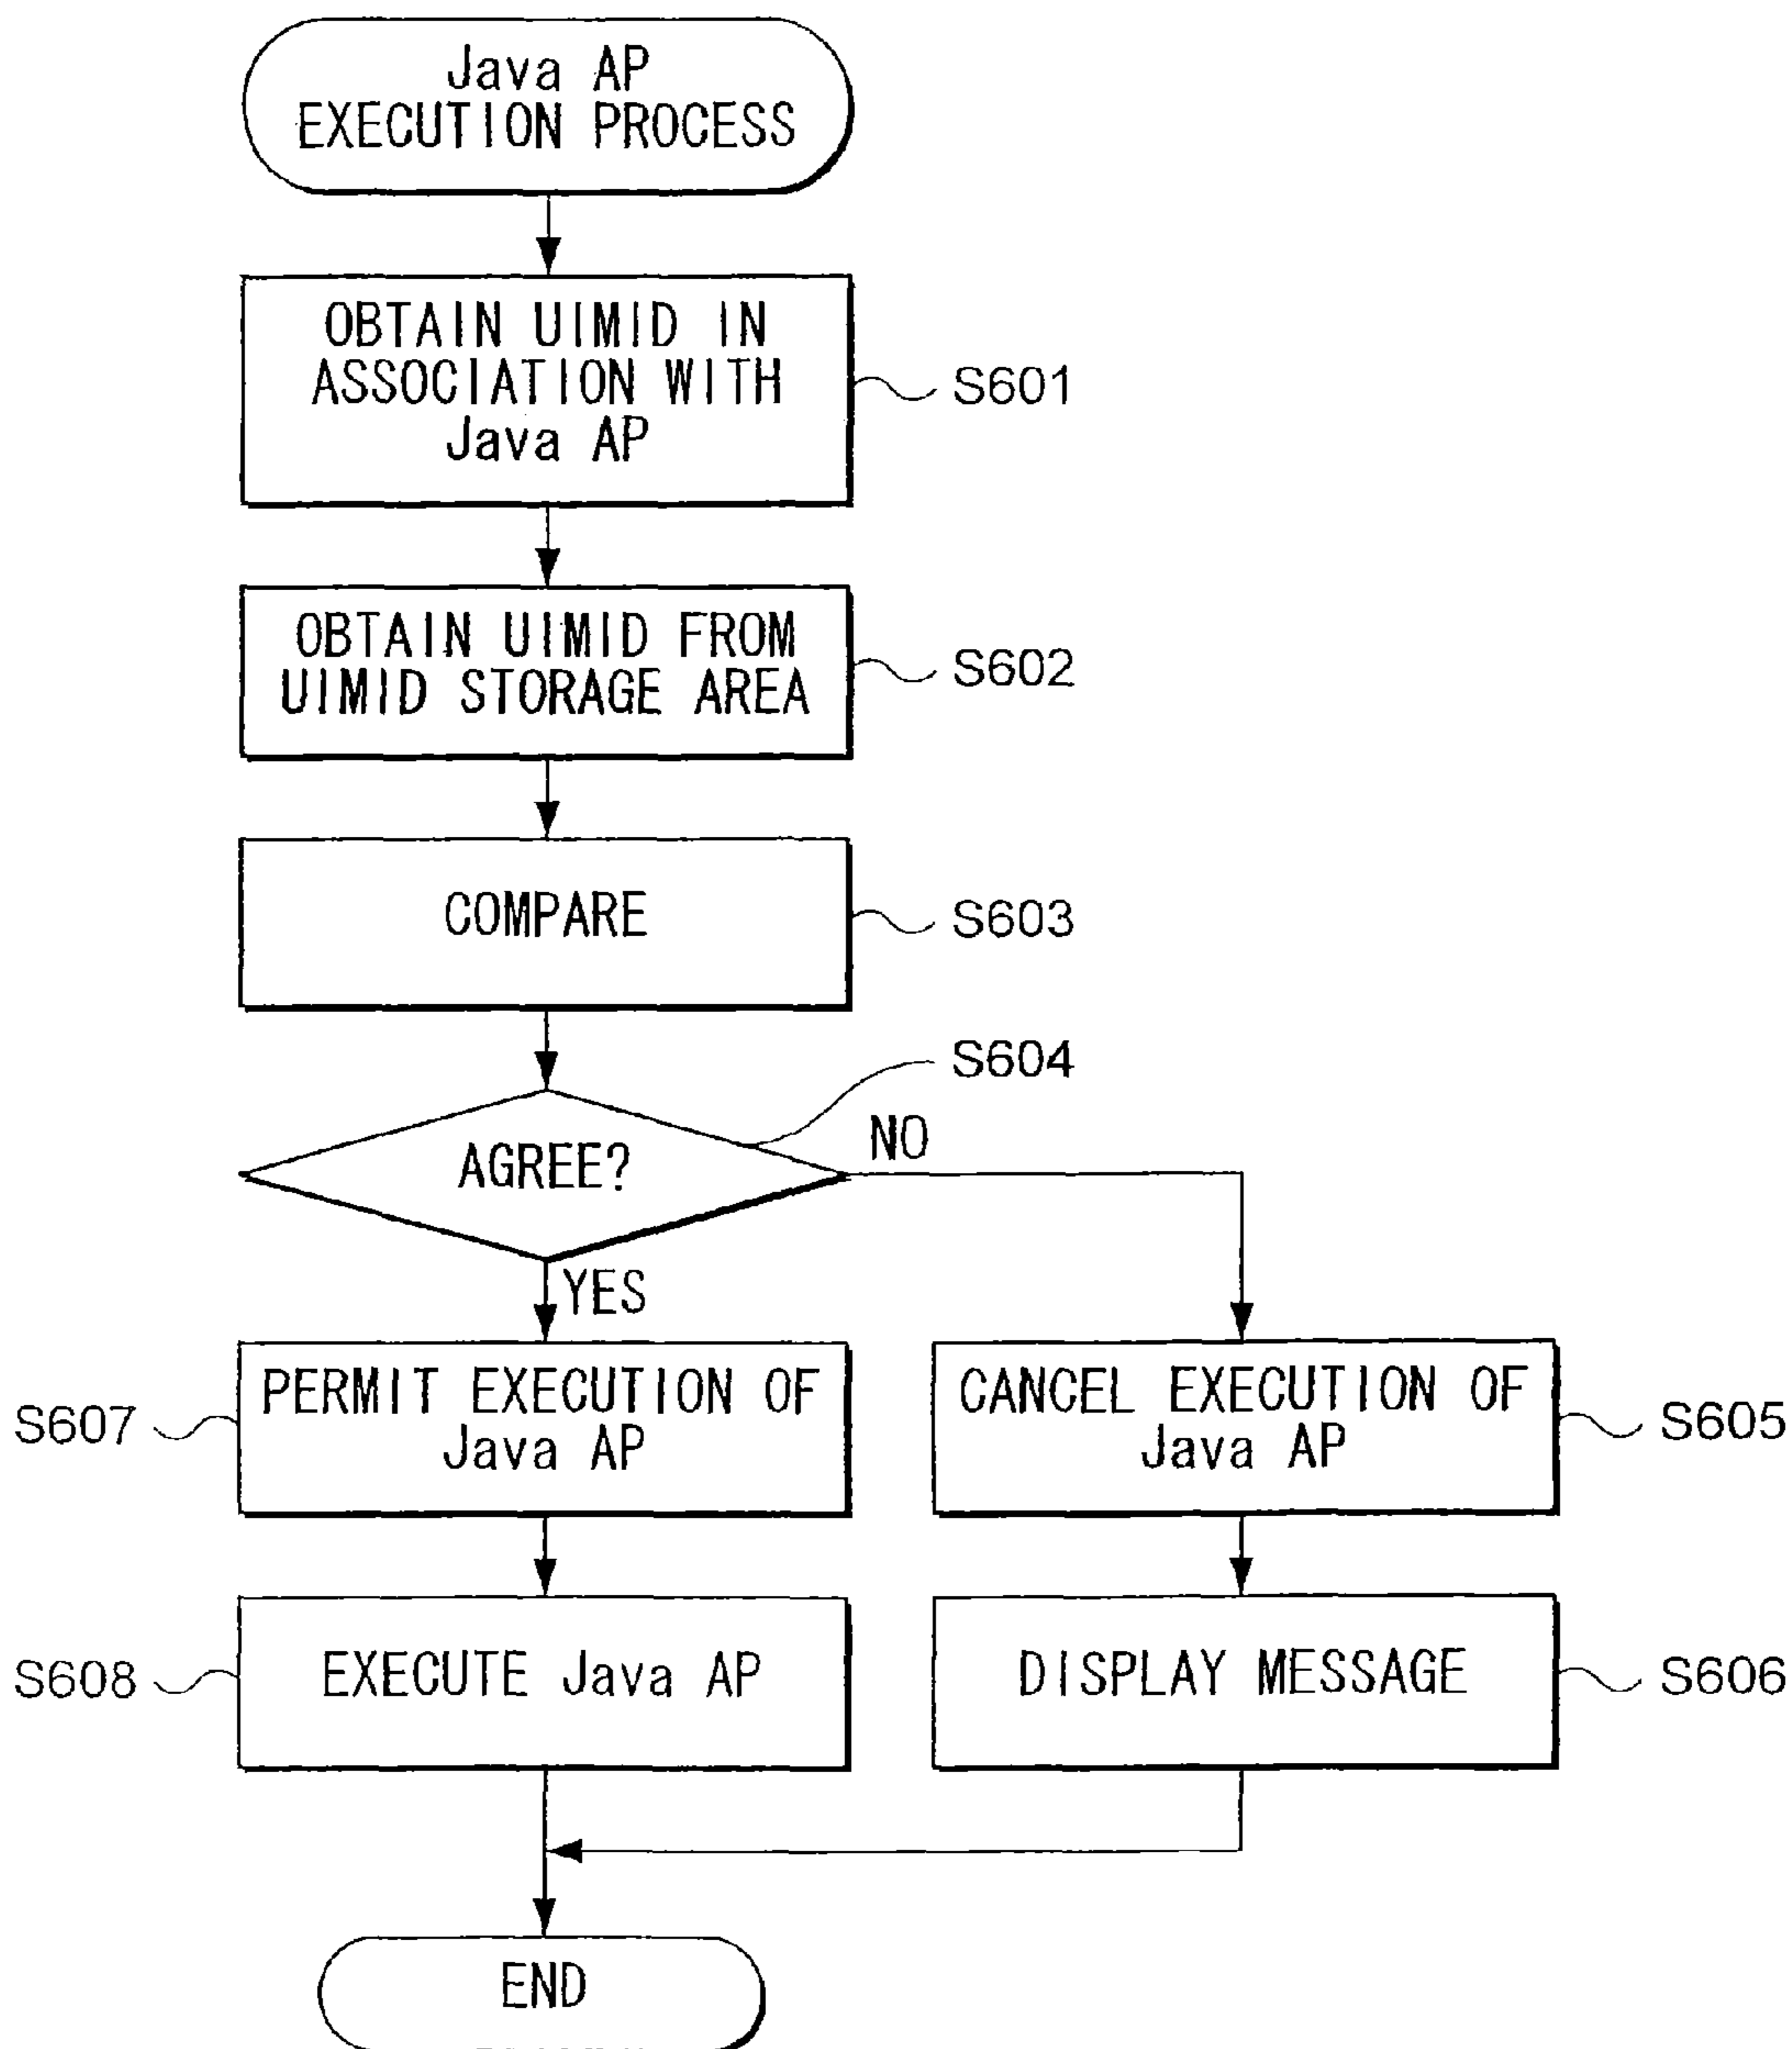 Java AP
EXECUTION PROCESS
OBTAIN UIMID IN
ASSOCIATION WITH
Java AP
S601
OBTAIN UIMID FROM
UIMID STORAGE AREA
S602
COMPARE
S603
S604
AGREE?
NO
YES
S607
PERMIT EXECUTION OF
Java AP
CANCEL EXECUTION OF
Java AP
S605
S608
EXECUTE Java AP
DISPLAY MESSAGE
S606
END